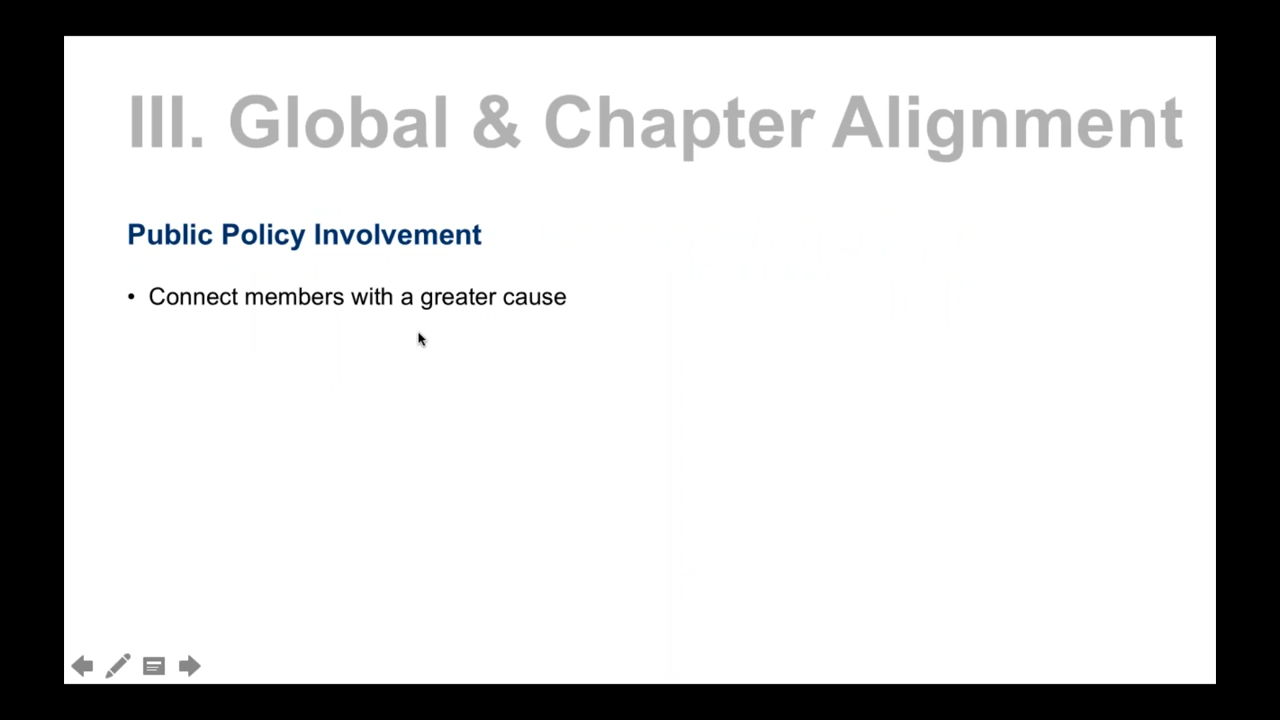 III. Global & Chapter Alignment
Public Policy Involvement
• Connect members with a greater cause